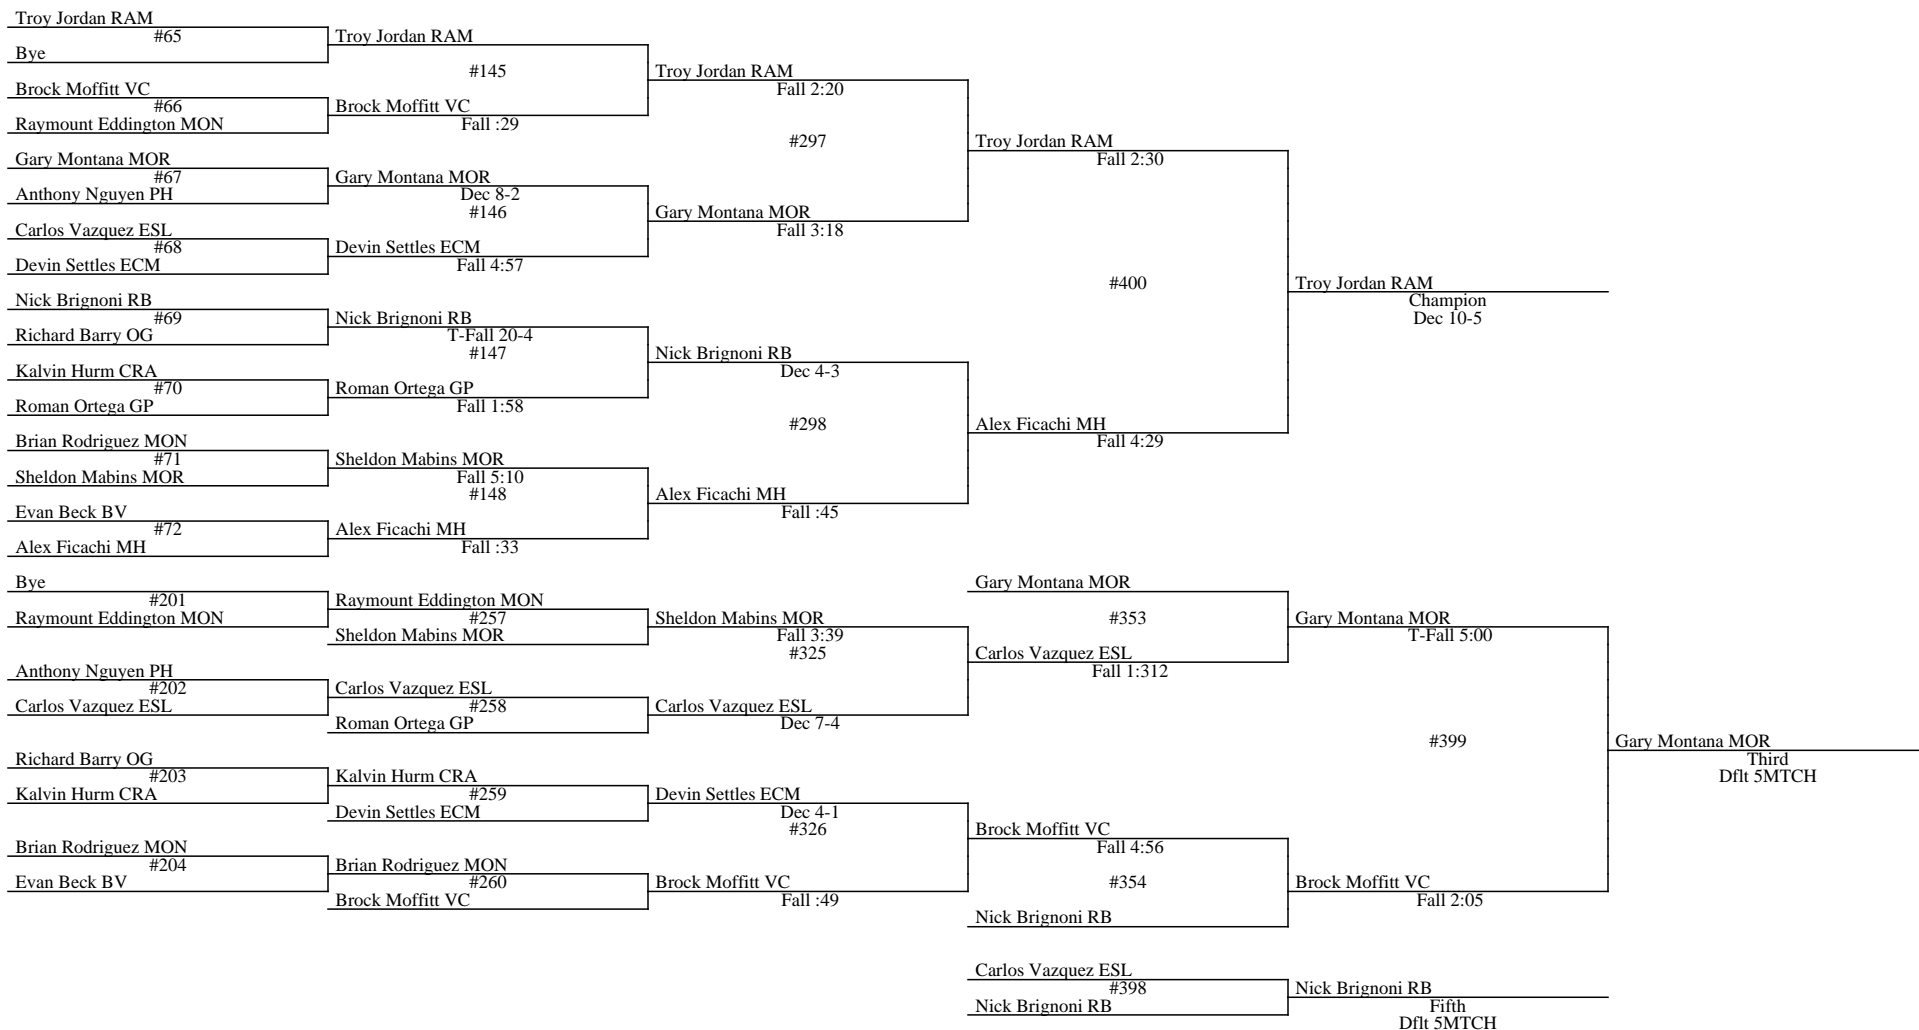 Troy Jordan RAM
#65
Bye
Troy Jordan RAM
#145
Brock Moffitt VC
#66
Raymount Eddington MON
Brock Moffitt VC
Fall :29
Troy Jordan RAM
Fall 2:20
#297
Gary Montana MOR
#67
Anthony Nguyen PH
Gary Montana MOR
Dec 8-2
#146
Carlos Vazquez ESL
#68
Devin Settles ECM
Devin Settles ECM
Fall 4:57
Gary Montana MOR
Fall 3:18
Troy Jordan RAM
Fall 2:30
#400
Nick Brignoni RB
#69
Richard Barry OG
Nick Brignoni RB
T-Fall 20-4
#147
Kalvin Hurm CRA
#70
Roman Ortega GP
Roman Ortega GP
Fall 1:58
Nick Brignoni RB
Dec 4-3
#298
Brian Rodriguez MON
#71
Sheldon Mabins MOR
Sheldon Mabins MOR
Fall 5:10
#148
Evan Beck BV
#72
Alex Ficachi MH
Alex Ficachi MH
Fall :33
Alex Ficachi MH
Fall :45
Alex Ficachi MH
Fall 4:29
Troy Jordan RAM
Champion
Dec 10-5
Bye
#201
Raymount Eddington MON
Raymount Eddington MON
#257
Sheldon Mabins MOR
Sheldon Mabins MOR
Fall 3:39
#325
Anthony Nguyen PH
#202
Carlos Vazquez ESL
Carlos Vazquez ESL
#258
Roman Ortega GP
Carlos Vazquez ESL
Dec 7-4
Gary Montana MOR
#353
Carlos Vazquez ESL
Fall 1:312
Gary Montana MOR
T-Fall 5:00
#399
Richard Barry OG
#203
Kalvin Hurm CRA
Kalvin Hurm CRA
#259
Devin Settles ECM
Devin Settles ECM
Dec 4-1
#326
Brian Rodriguez MON
#204
Evan Beck BV
Brian Rodriguez MON
#260
Brock Moffitt VC
Brock Moffitt VC
Fall :49
Brock Moffitt VC
Fall 4:56
#354
Nick Brignoni RB
Brock Moffitt VC
Fall 2:05
Gary Montana MOR
Third
Dflt 5MTCH
Carlos Vazquez ESL
#398
Nick Brignoni RB
Nick Brignoni RB
Fifth
Dflt 5MTCH